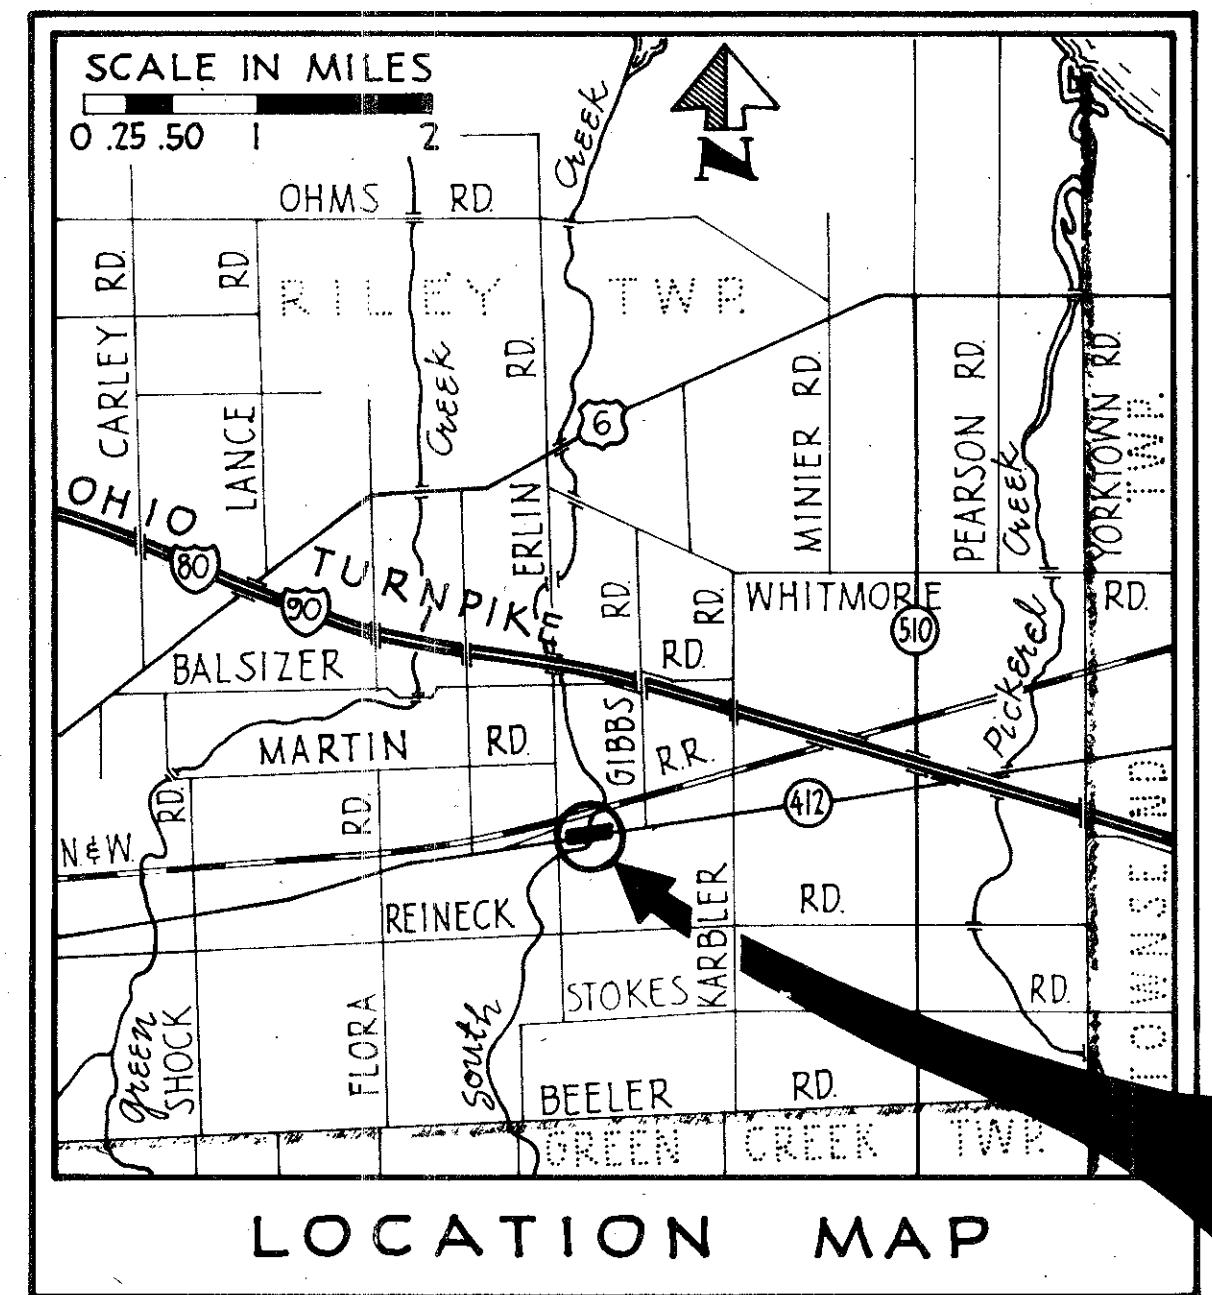 SCALE IN MILES
0 .25 .50 1 2
N
Creek
OHMS RD.
CARLEY RD.
LANCE RD.
RILEY TWP.
Creek
ERLIN RD.
6
MINIER RD.
PEARSON RD.
Creek
YORKTOWN RD.
TWP.
OHIO TURNPIKE
80
90
WHITMORE RD.
510
Pickerel
BALSIZER RD.
GIBBS RD.
RD.
MARTIN RD.
R.R.
412
N&W.
RD.
RD.
REINECK RD.
KARBLER
STOKES RD.
TOWNSEND
Green
SHOCK
FLORA
South
BEELER RD.
GREEN CREEK TWP.
LOCATION MAP